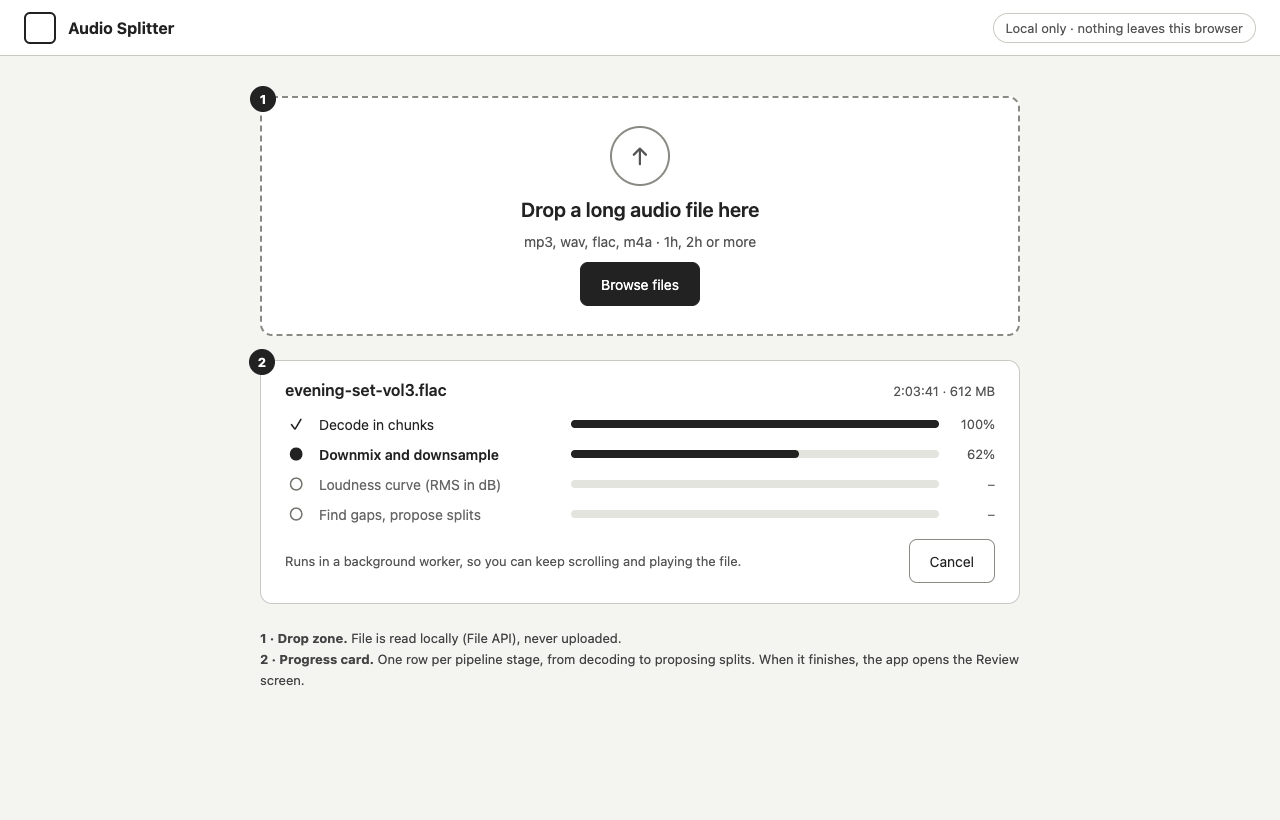 Audio Splitter
Local only · nothing leaves this browser
1
Drop a long audio file here
mp3, wav, flac, m4a · 1h, 2h or more
Browse files
2
evening-set-vol3.flac
2:03:41 · 612 MB
Decode in chunks 100%
Downmix and downsample 62%
Loudness curve (RMS in dB) –
Find gaps, propose splits –
Runs in a background worker, so you can keep scrolling and playing the file.
Cancel
1 · Drop zone. File is read locally (File API), never uploaded.
2 · Progress card. One row per pipeline stage, from decoding to proposing splits. When it finishes, the app opens the Review
screen.